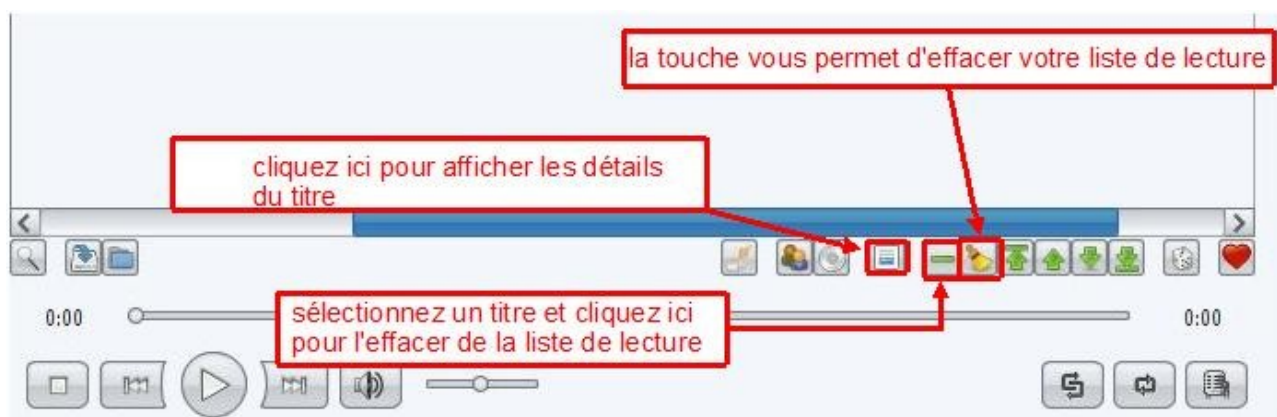 la touche vous permet d'effacer votre liste de lecture
cliquez ici pour afficher les détails
du titre
sélectionnez un titre et cliquez ici
pour l'effacer de la liste de lecture
0:00
0:00